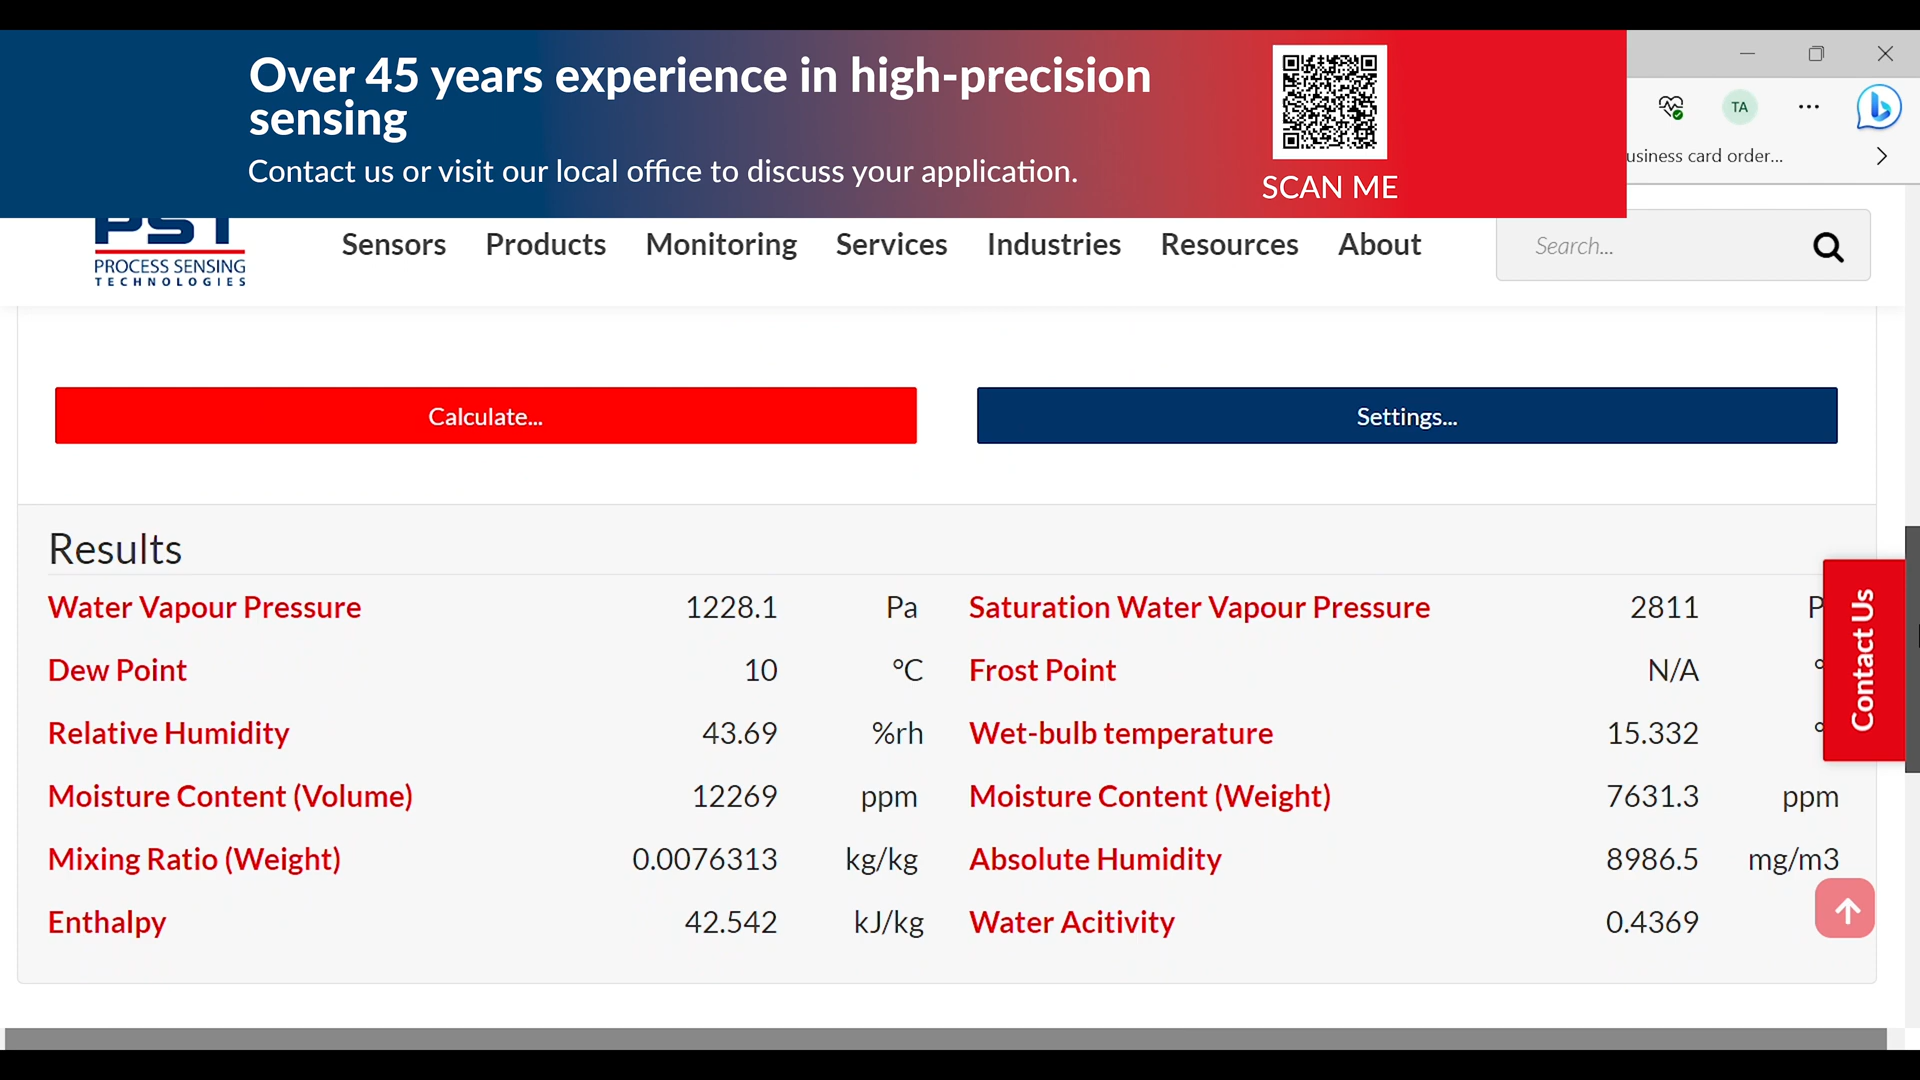 Over 45 years experience in high-precision
sensing
Contact us or visit our local office to discuss your application.
SCAN ME
TA
usiness card order...
PST
PROCESS SENSING
TECHNOLOGIES
Sensors Products Monitoring Services Industries Resources About
Search...
Calculate... Settings...
Results
Water Vapour Pressure 1228.1 Pa Saturation Water Vapour Pressure 2811 P
Dew Point 10 °C Frost Point N/A °
Relative Humidity 43.69 %rh Wet-bulb temperature 15.332 °
Moisture Content (Volume) 12269 ppm Moisture Content (Weight) 7631.3 ppm
Mixing Ratio (Weight) 0.0076313 kg/kg Absolute Humidity 8986.5 mg/m3
Enthalpy 42.542 kJ/kg Water Acitivity 0.4369
Contact Us